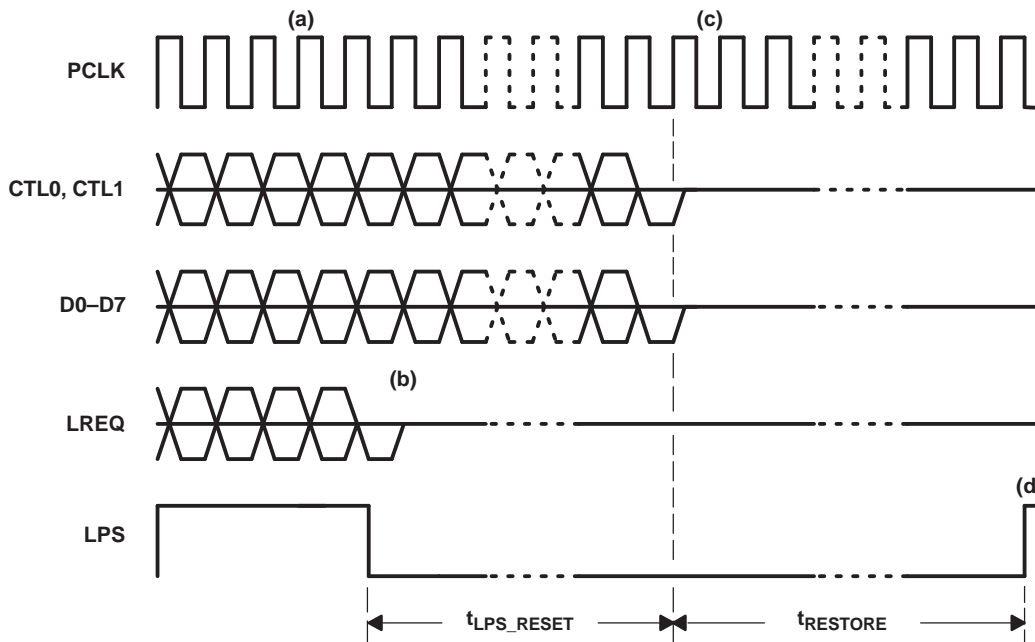 (a)
(c)
PCLK
CTL0, CTL1
D0–D7
(b)
LREQ
(d
LPS
tLPS_RESET
tRESTORE